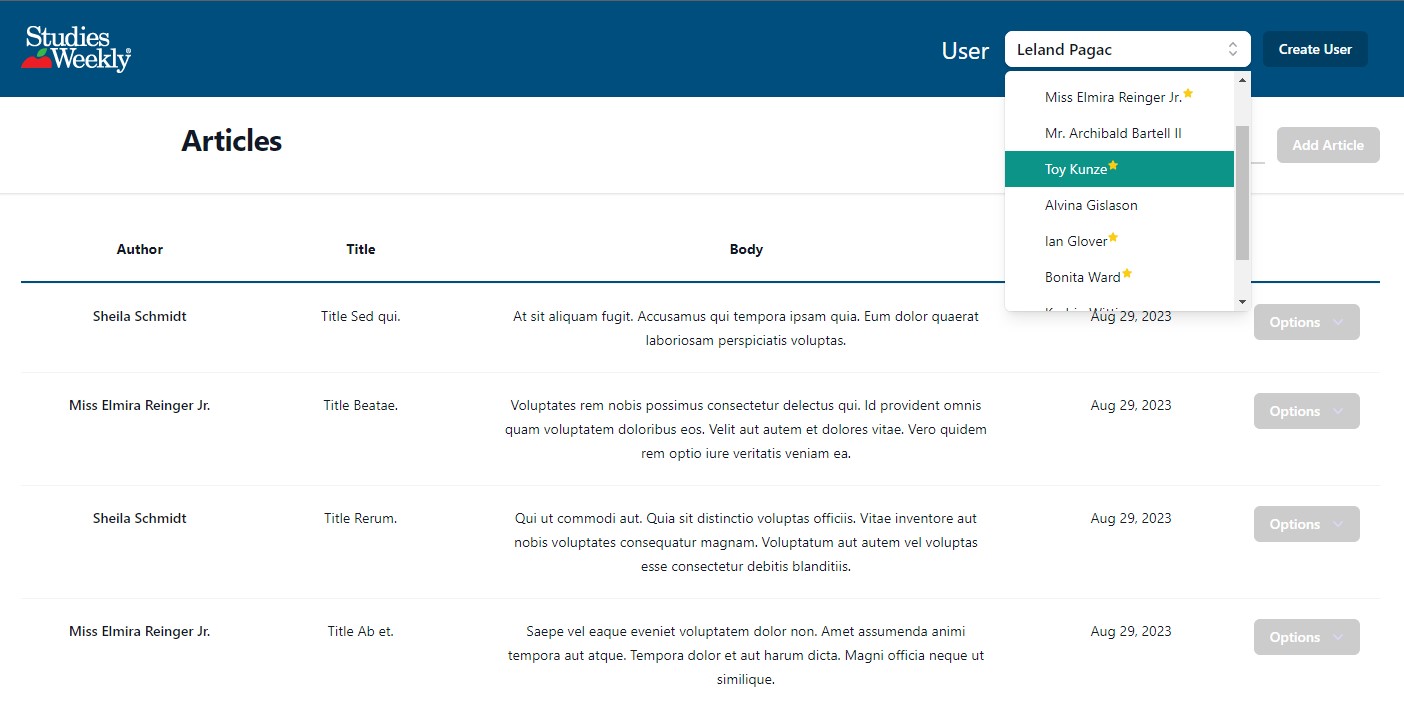 Studies
Weekly®
User
Leland Pagac
Create User
Miss Elmira Reinger Jr.
Mr. Archibald Bartell II
Toy Kunze
Alvina Gislason
Ian Glover
Bonita Ward
Articles
Add Article
Author Title Body
Sheila Schmidt Title Sed qui. At sit aliquam fugit. Accusamus qui tempora ipsam quia. Eum dolor quaerat Aug 29, 2023 Options
laboriosam perspiciatis voluptas.
Miss Elmira Reinger Jr. Title Beatae. Voluptates rem nobis possimus consectetur delectus qui. Id provident omnis Aug 29, 2023 Options
quam voluptatem doloribus eos. Velit aut autem et dolores vitae. Vero quidem
rem optio iure veritatis veniam ea.
Sheila Schmidt Title Rerum. Qui ut commodi aut. Quia sit distinctio voluptas officiis. Vitae inventore aut Aug 29, 2023 Options
nobis voluptates consequatur magnam. Voluptatum aut autem vel voluptas
esse consectetur debitis blanditiis.
Miss Elmira Reinger Jr. Title Ab et. Saepe vel eaque eveniet voluptatem dolor non. Amet assumenda animi Aug 29, 2023 Options
tempora aut atque. Tempora dolor et aut harum dicta. Magni officia neque ut
similique.